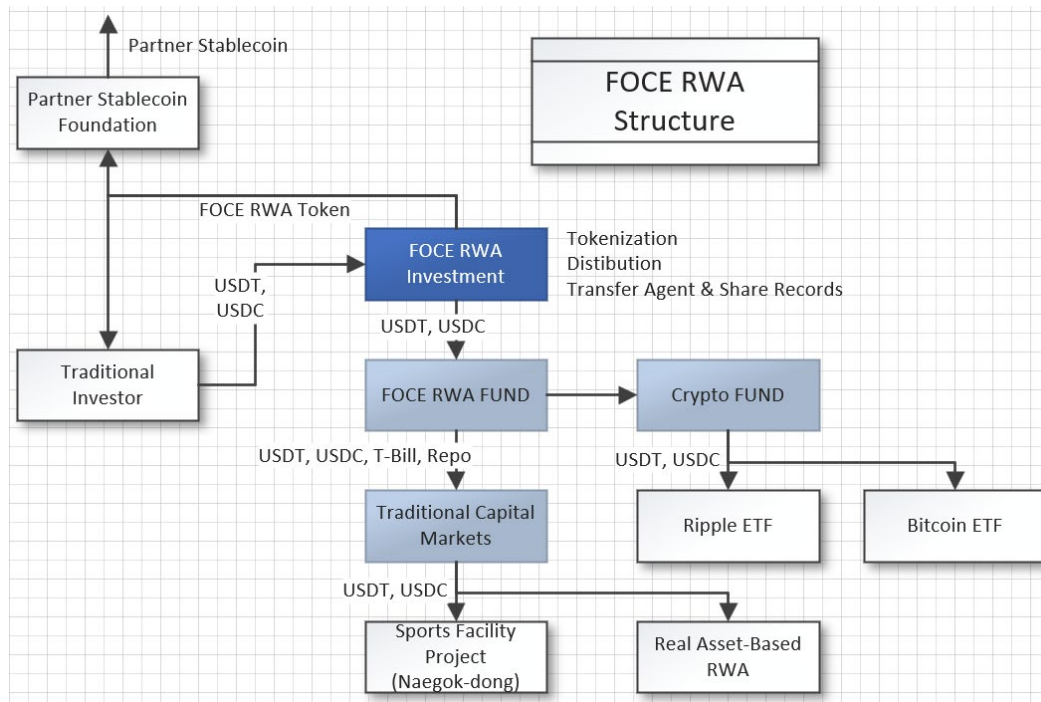 Partner Stablecoin
Partner Stablecoin
Foundation
FOCE RWA
Structure
FOCE RWA Token
FOCE RWA
Investment
Tokenization
Distibution
Transfer Agent & Share Records
USDT,
USDC
USDT, USDC
Traditional
Investor
FOCE RWA FUND
Crypto FUND
USDT, USDC, T-Bill, Repo
USDT, USDC
Traditional Capital
Markets
Ripple ETF
Bitcoin ETF
USDT, USDC
Sports Facility
Project
(Naegok-dong)
Real Asset-Based
RWA